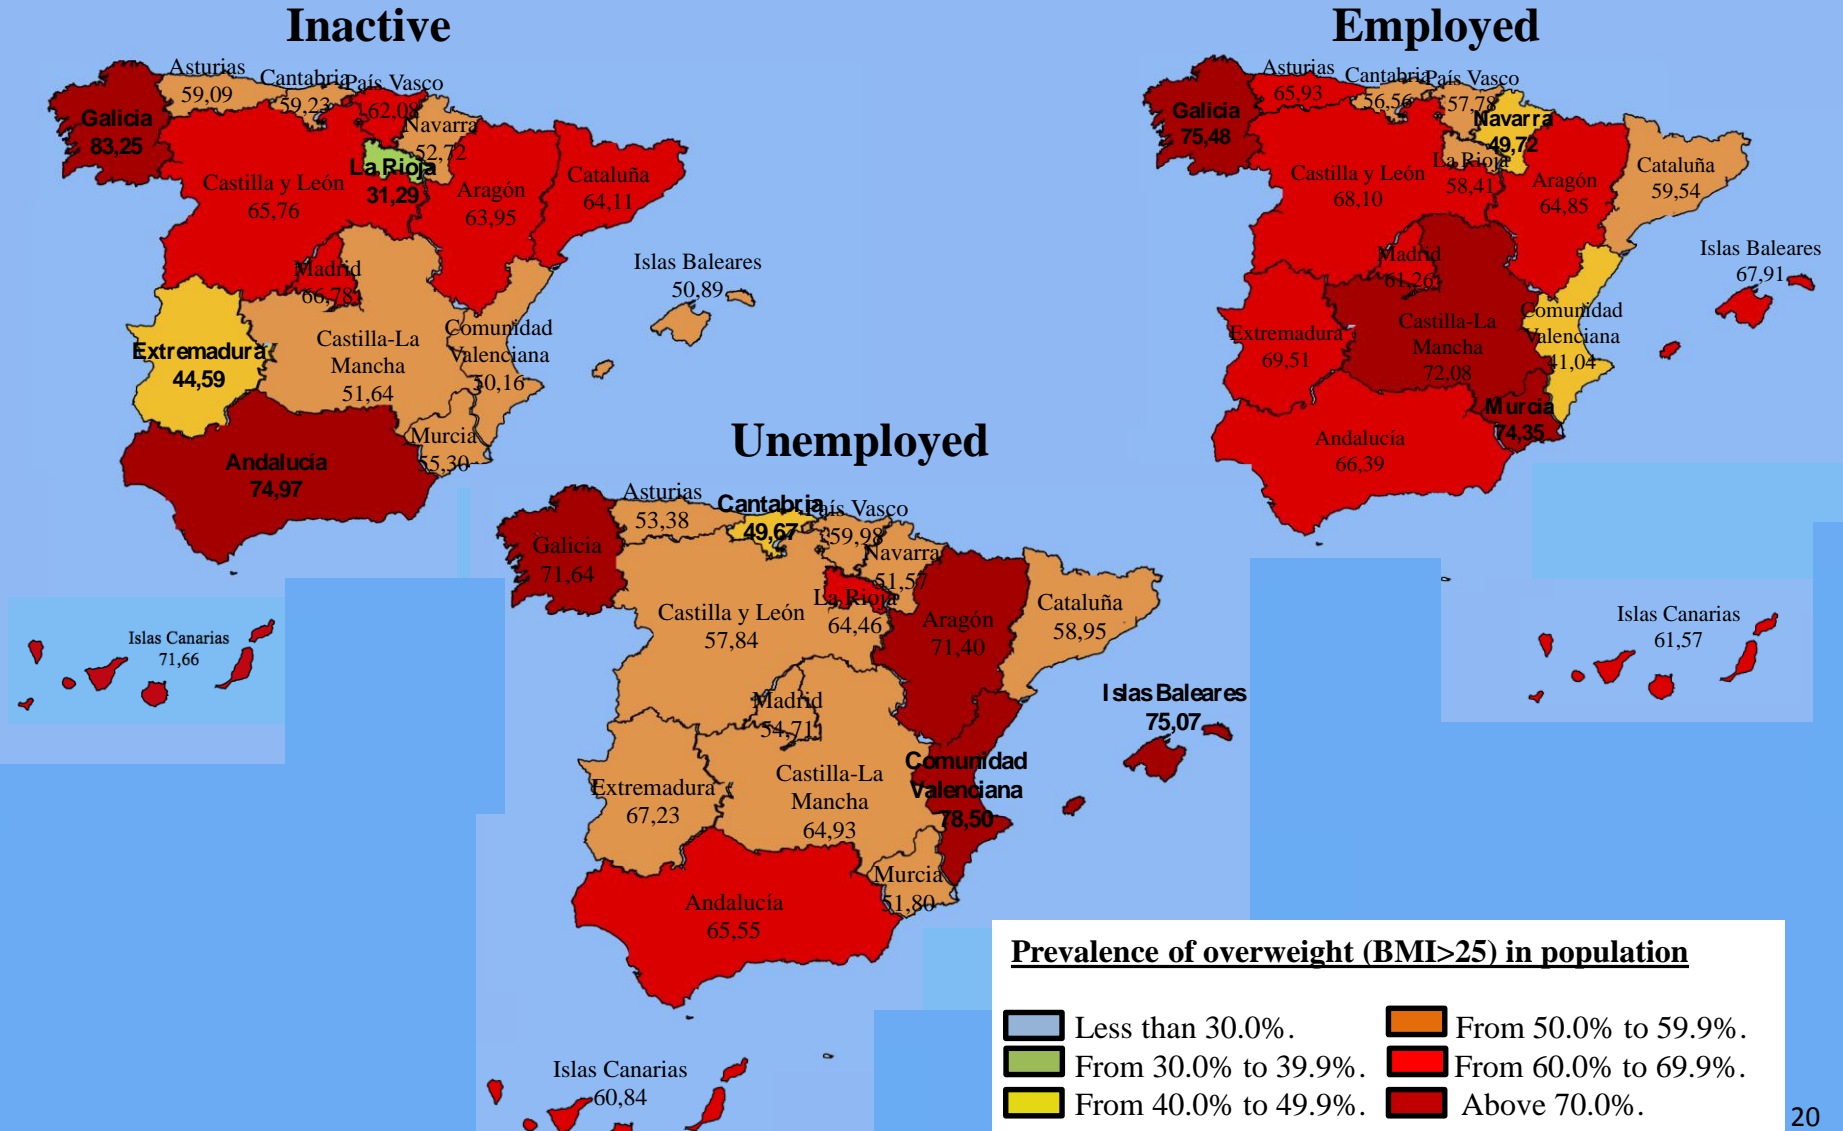 Inactive
Asturias
59,09
Cantabria
59,23
País Vasco
62,08
Galicia
83,25
Navarra
52,72
La Rioja
31,29
Castilla y León
65,76
Aragón
63,95
Cataluña
64,11
Madrid
66,78
Islas Baleares
50,89
Extremadura
44,59
Castilla-La
Mancha
51,64
Comunidad
Valenciana
50,16
Murcia
55,30
Andalucía
74,97
Islas Canarias
71,66
Employed
Asturias
65,93
Cantabria
56,56
País Vasco
57,78
Galicia
75,48
Navarra
49,72
La Rioja
58,41
Castilla y León
68,10
Aragón
64,85
Cataluña
59,54
Madrid
61,26
Islas Baleares
67,91
Extremadura
69,51
Castilla-La
Mancha
72,08
Comunidad
Valenciana
41,04
Murcia
74,35
Andalucía
66,39
Islas Canarias
61,57
Unemployed
Asturias
53,38
Cantabria
49,67
País Vasco
59,98
Galicia
71,64
Navarra
51,57
La Rioja
64,46
Castilla y León
57,84
Aragón
71,40
Cataluña
58,95
Madrid
54,71
Islas Baleares
75,07
Extremadura
67,23
Castilla-La
Mancha
64,93
Comunidad
Valenciana
78,50
Murcia
51,80
Andalucía
65,55
Islas Canarias
60,84
Prevalence of overweight (BMI>25) in population
Less than 30.0%.
From 30.0% to 39.9%.
From 40.0% to 49.9%.
From 50.0% to 59.9%.
From 60.0% to 69.9%.
Above 70.0%.
20